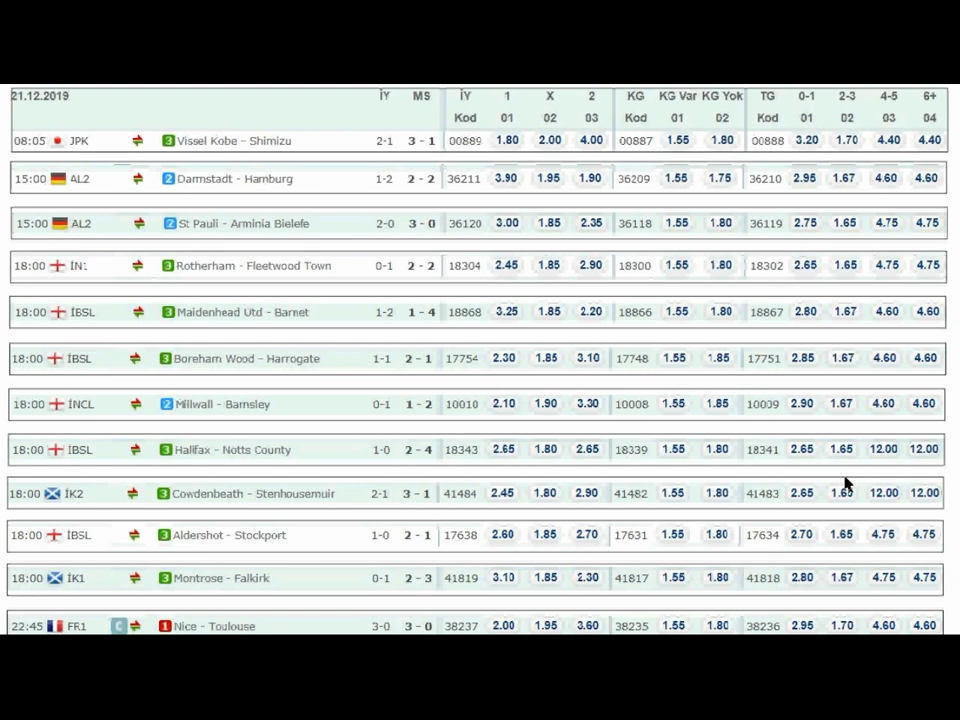 21.12.2019 İY MS İY 1 X 2 KG KG Var KG Yok TG 0-1 2-3 4-5 6+
Kod 01 02 03 Kod 01 02 Kod 01 02 03 04
08:05 JPK 3 Vissel Kobe - Shimizu 2-1 3 - 1 00889 1.80 2.00 4.00 00887 1.55 1.80 00888 3.20 1.70 4.40 4.40
15:00 AL2 2 Darmstadt - Hamburg 1-2 2 - 2 36211 3.90 1.95 1.90 36209 1.55 1.75 36210 2.95 1.67 4.60 4.60
15:00 AL2 2 St Pauli - Arminia Bielefe 2-0 3 - 0 36120 3.00 1.85 2.35 36118 1.55 1.80 36119 2.75 1.65 4.75 4.75
18:00 İN1 3 Rotherham - Fleetwood Town 0-1 2 - 2 18304 2.45 1.85 2.90 18300 1.55 1.80 18302 2.65 1.65 4.75 4.75
18:00 İBSL 3 Maidenhead Utd - Barnet 1-2 1 - 4 18868 3.25 1.85 2.20 18866 1.55 1.80 18867 2.80 1.67 4.60 4.60
18:00 İBSL 3 Boreham Wood - Harrogate 1-1 2 - 1 17754 2.30 1.85 3.10 17748 1.55 1.85 17751 2.85 1.67 4.60 4.60
18:00 İNCL 2 Millwall - Barnsley 0-1 1 - 2 10010 2.10 1.90 3.30 10008 1.55 1.85 10009 2.90 1.67 4.60 4.60
18:00 İBSL 3 Halifax - Notts County 1-0 2 - 4 18343 2.65 1.80 2.65 18339 1.55 1.80 18341 2.65 1.65 12.00 12.00
18:00 İK2 3 Cowdenbeath - Stenhousemuir 2-1 3 - 1 41484 2.45 1.80 2.90 41482 1.55 1.80 41483 2.65 12.00 12.00
18:00 İBSL 3 Aldershot - Stockport 1-0 2 - 1 17638 2.60 1.85 2.70 17631 1.55 1.80 17634 2.70 1.65 4.75 4.75
18:00 İK1 3 Montrose - Falkirk 0-1 2 - 3 41819 3.10 1.85 2.30 41817 1.55 1.80 41818 2.80 1.67 4.75 4.75
22:45 FR1 C 1 Nice - Toulouse 3-0 3 - 0 38237 2.00 1.95 3.60 38235 1.55 1.80 38236 2.95 1.70 4.60 4.60